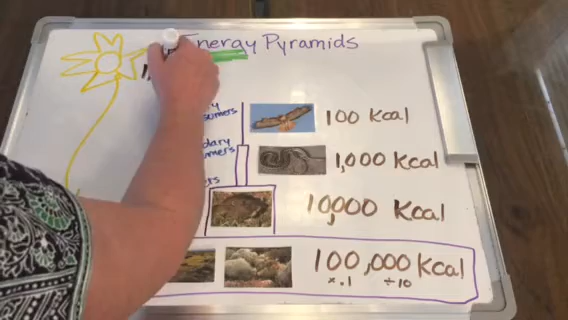 Energy Pyramids
100 Kcal
1,000 Kcal
10,000 Kcal
100,000 Kcal
×.1 ÷10